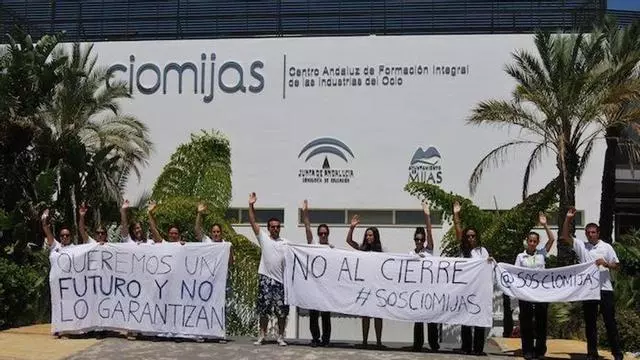 ciomijas
Centro Andaluz de Formación Integral
de las Industrias del Ocio
JUNTA DE ANDALUCIA
AYUNTAMIENTO
MIJAS
QUEREMOS UN
FUTURO Y NO
LO GARANTIZAN
NO AL CIERRE
#SOSCIOMIJAS
@SOSCIOMIJAS